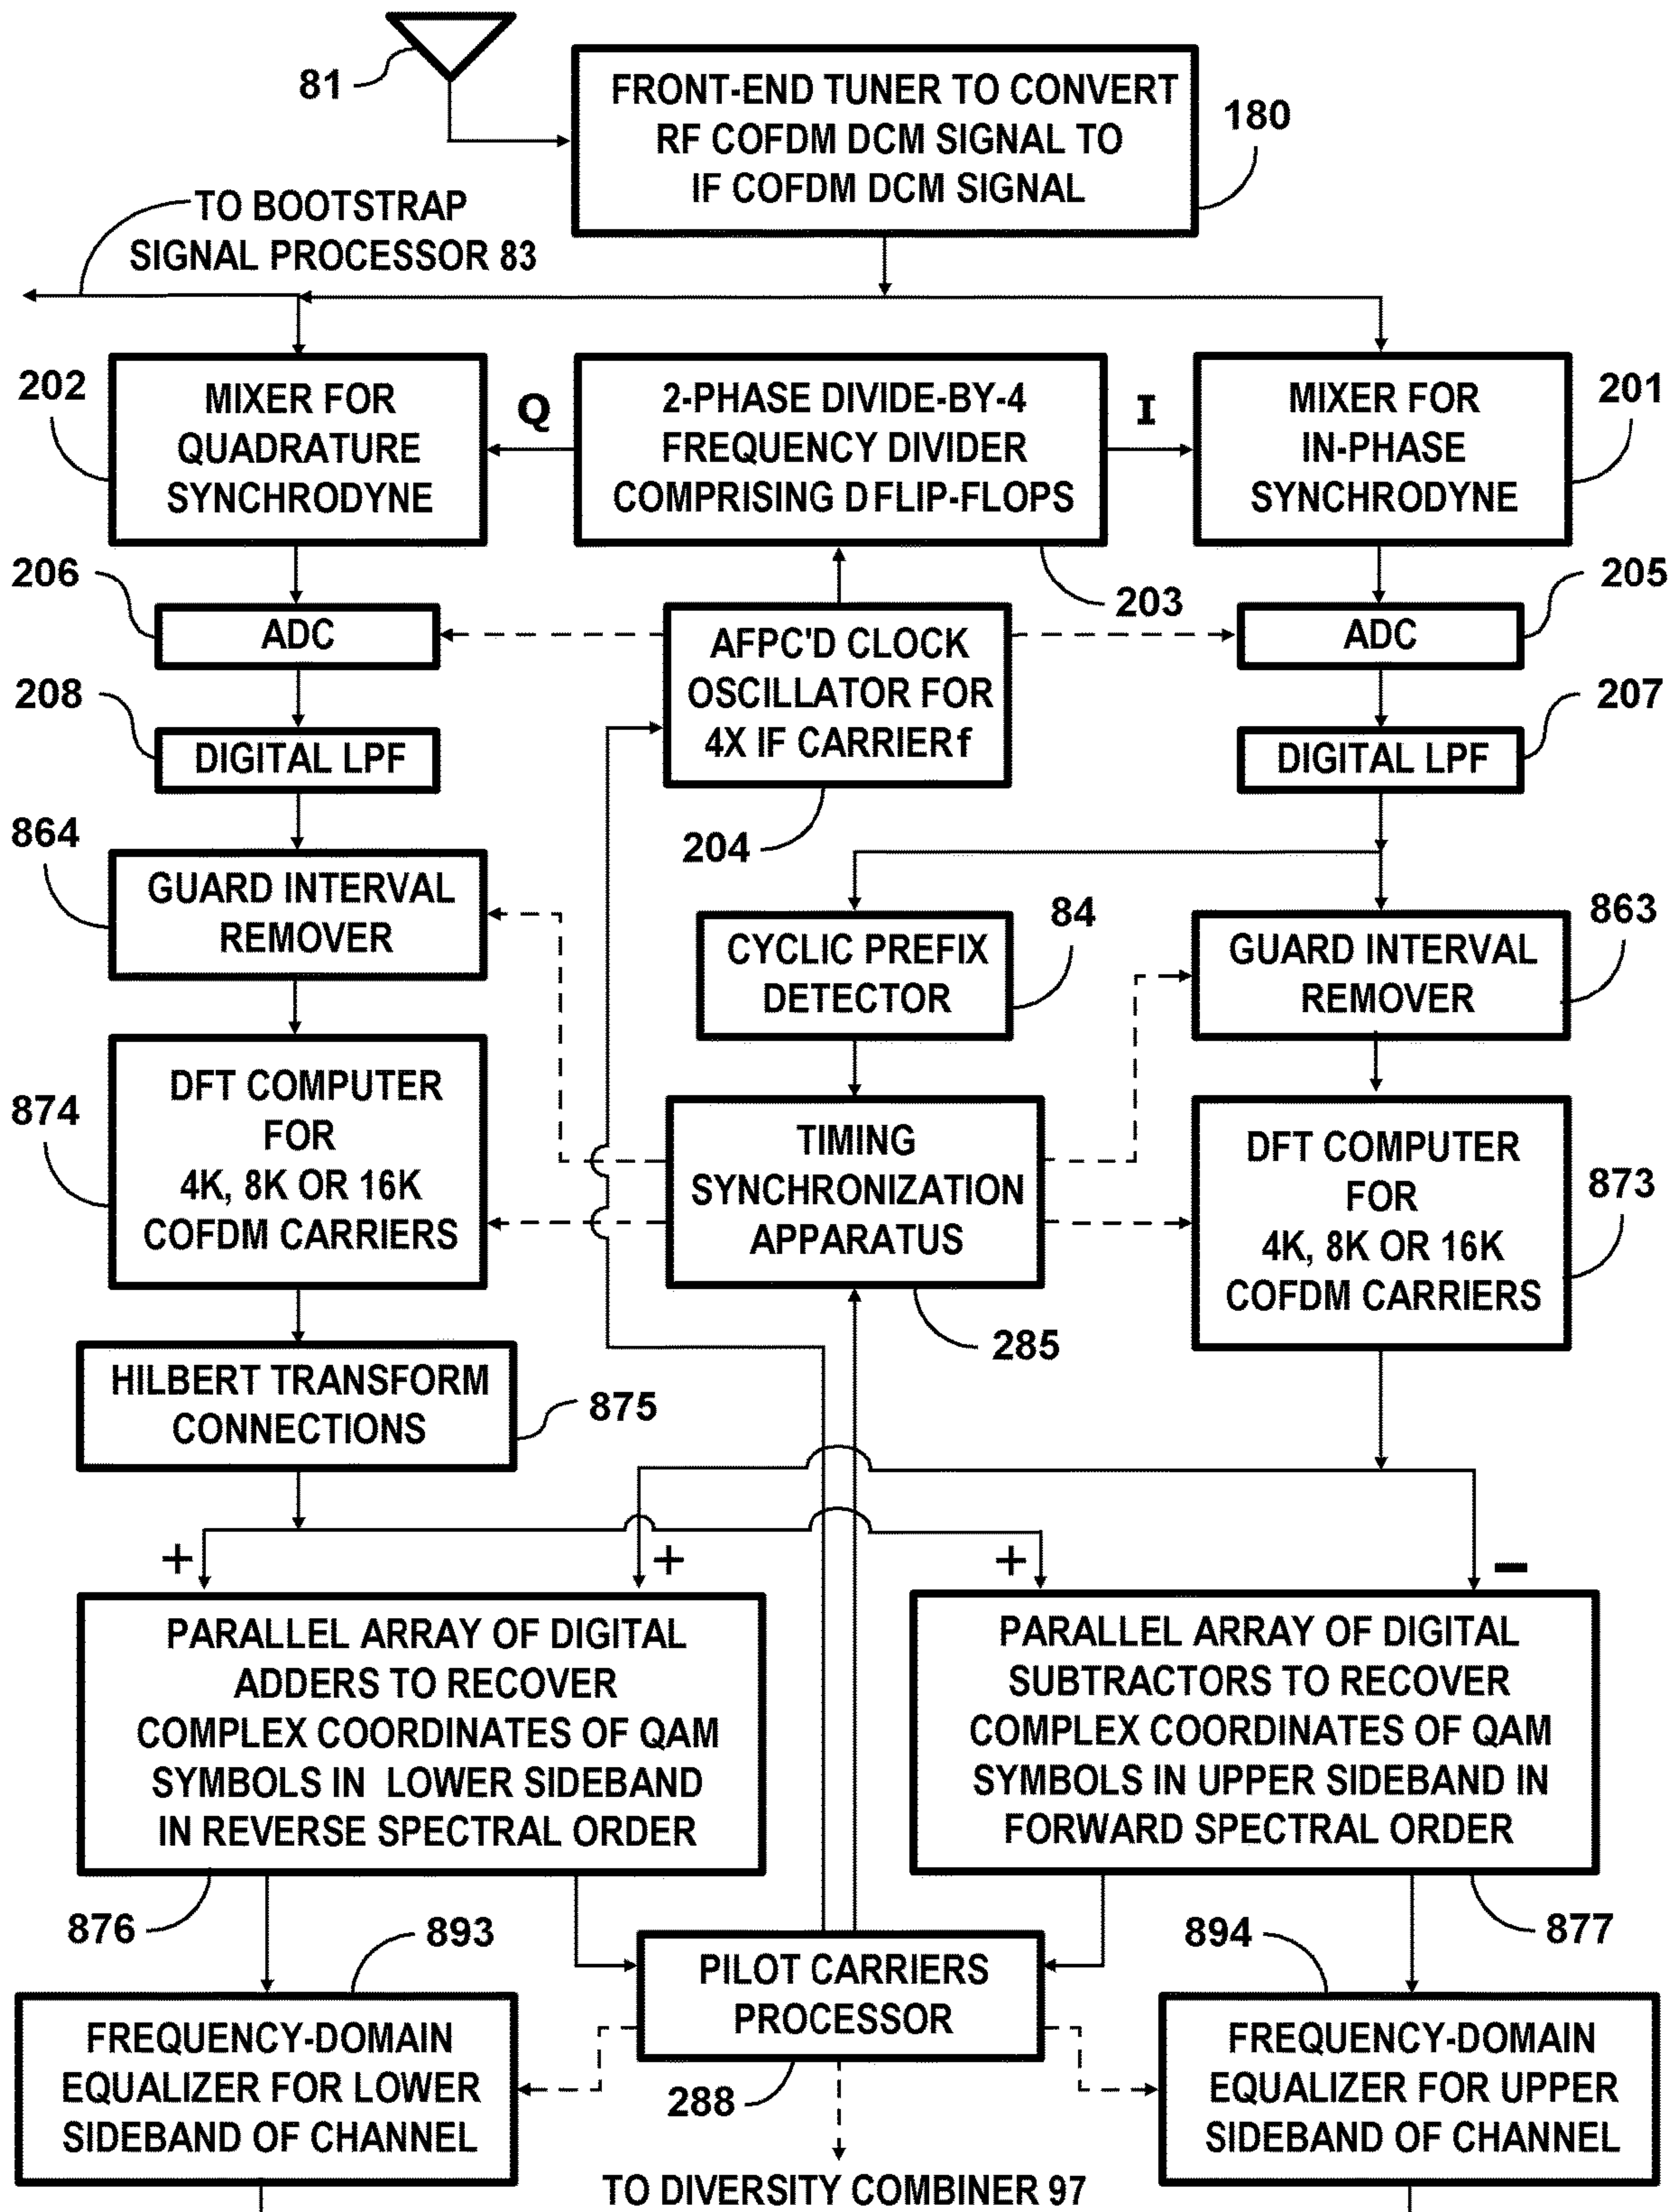 81
FRONT-END TUNER TO CONVERT
RF COFDM DCM SIGNAL TO
IF COFDM DCM SIGNAL
180
TO BOOTSTRAP
SIGNAL PROCESSOR 83
202
MIXER FOR
QUADRATURE
SYNCHRODYNE
Q
2-PHASE DIVIDE-BY-4
FREQUENCY DIVIDER
COMPRISING D FLIP-FLOPS
I
MIXER FOR
IN-PHASE
SYNCHRODYNE
201
203
206
ADC
AFPC'D CLOCK
OSCILLATOR FOR
4X IF CARRIER f
204
ADC
205
208
DIGITAL LPF
DIGITAL LPF
207
864
GUARD INTERVAL
REMOVER
CYCLIC PREFIX
DETECTOR
84
GUARD INTERVAL
REMOVER
863
874
DFT COMPUTER
FOR
4K, 8K OR 16K
COFDM CARRIERS
TIMING
SYNCHRONIZATION
APPARATUS
285
DFT COMPUTER
FOR
4K, 8K OR 16K
COFDM CARRIERS
873
HILBERT TRANSFORM
CONNECTIONS
875
+
+
+
−
PARALLEL ARRAY OF DIGITAL
ADDERS TO RECOVER
COMPLEX COORDINATES OF QAM
SYMBOLS IN LOWER SIDEBAND
IN REVERSE SPECTRAL ORDER
876
PARALLEL ARRAY OF DIGITAL
SUBTRACTORS TO RECOVER
COMPLEX COORDINATES OF QAM
SYMBOLS IN UPPER SIDEBAND IN
FORWARD SPECTRAL ORDER
877
893
FREQUENCY-DOMAIN
EQUALIZER FOR LOWER
SIDEBAND OF CHANNEL
PILOT CARRIERS
PROCESSOR
288
894
FREQUENCY-DOMAIN
EQUALIZER FOR UPPER
SIDEBAND OF CHANNEL
TO DIVERSITY COMBINER 97